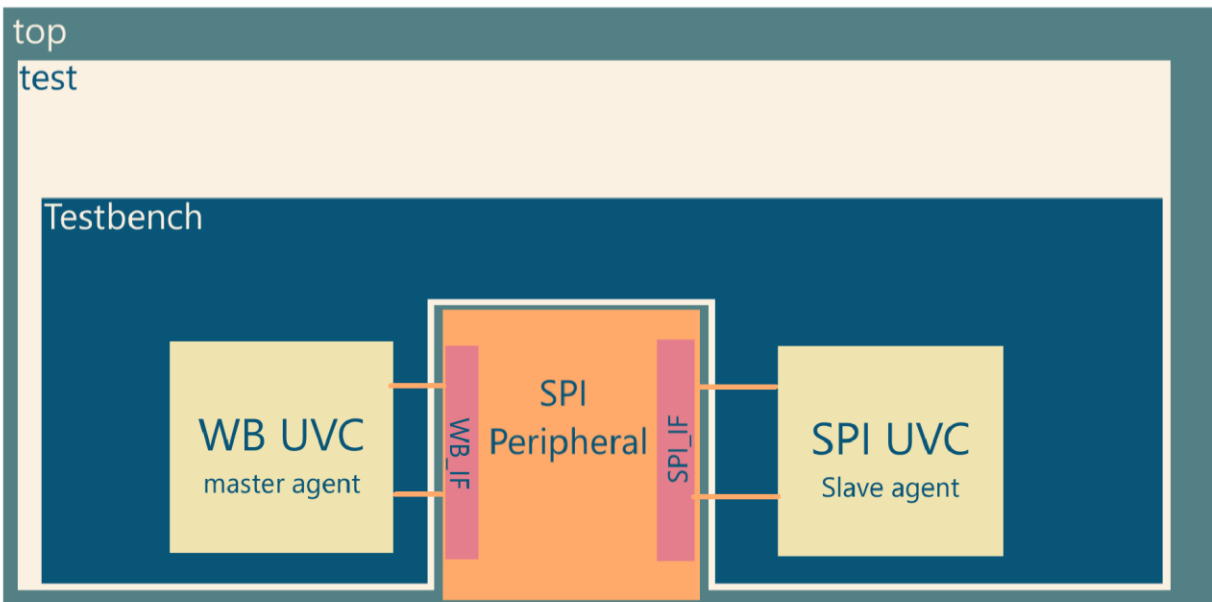 top
test
Testbench
WB UVC
master agent
WB_IF
SPI
Peripheral
SPI_IF
SPI UVC
Slave agent